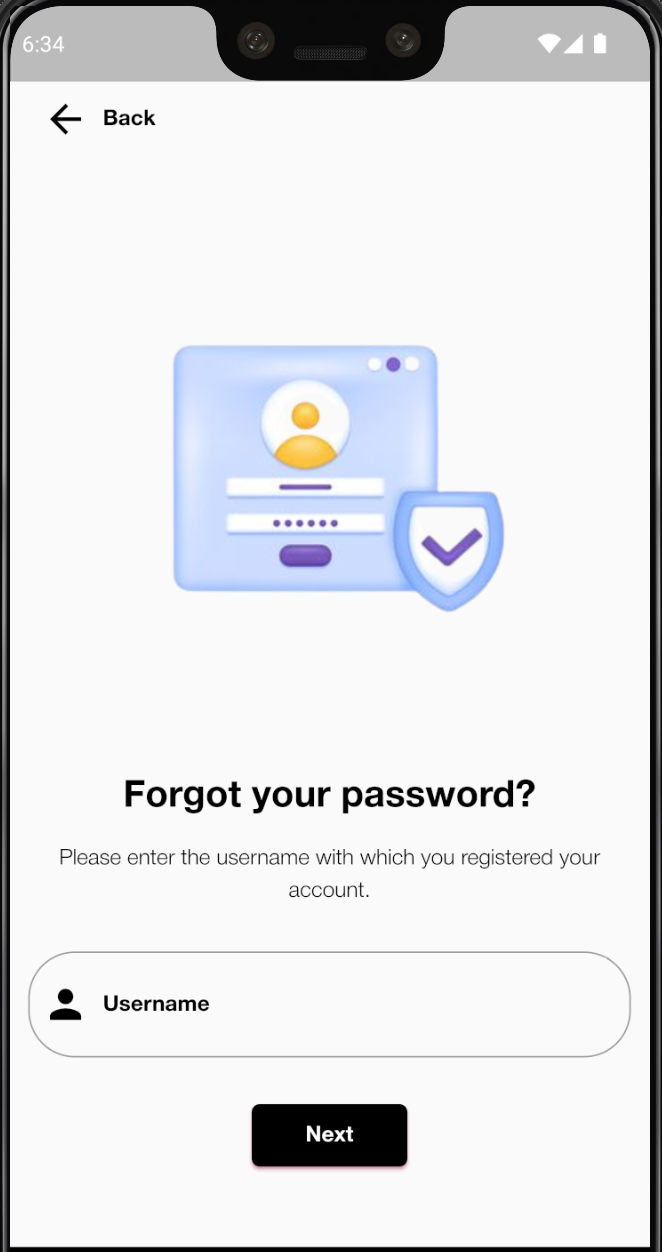 6:34
Back
Forgot your password?
Please enter the username with which you registered your
account.
Username
Next